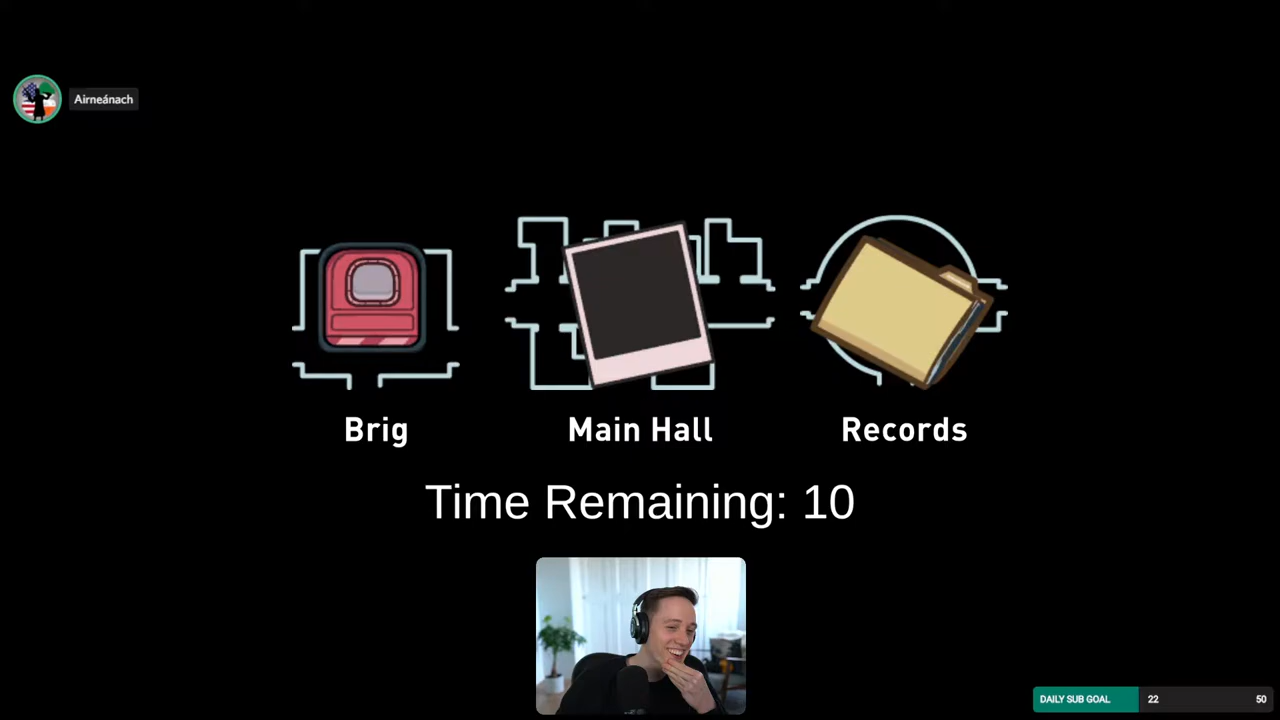 Airneánach
Brig
Main Hall
Records
Time Remaining: 10
DAILY SUB GOAL 22 50